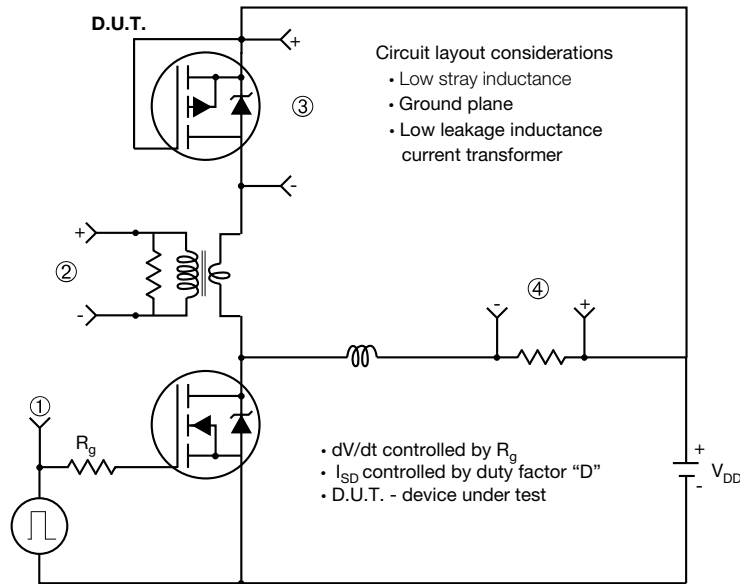 D.U.T.
+
Circuit layout considerations
• Low stray inductance
• Ground plane
• Low leakage inductance
current transformer
③
-
+
②
-
-
④
+
①
Rg
• dV/dt controlled by Rg
• ISD controlled by duty factor “D”
• D.U.T. - device under test
+
VDD
-